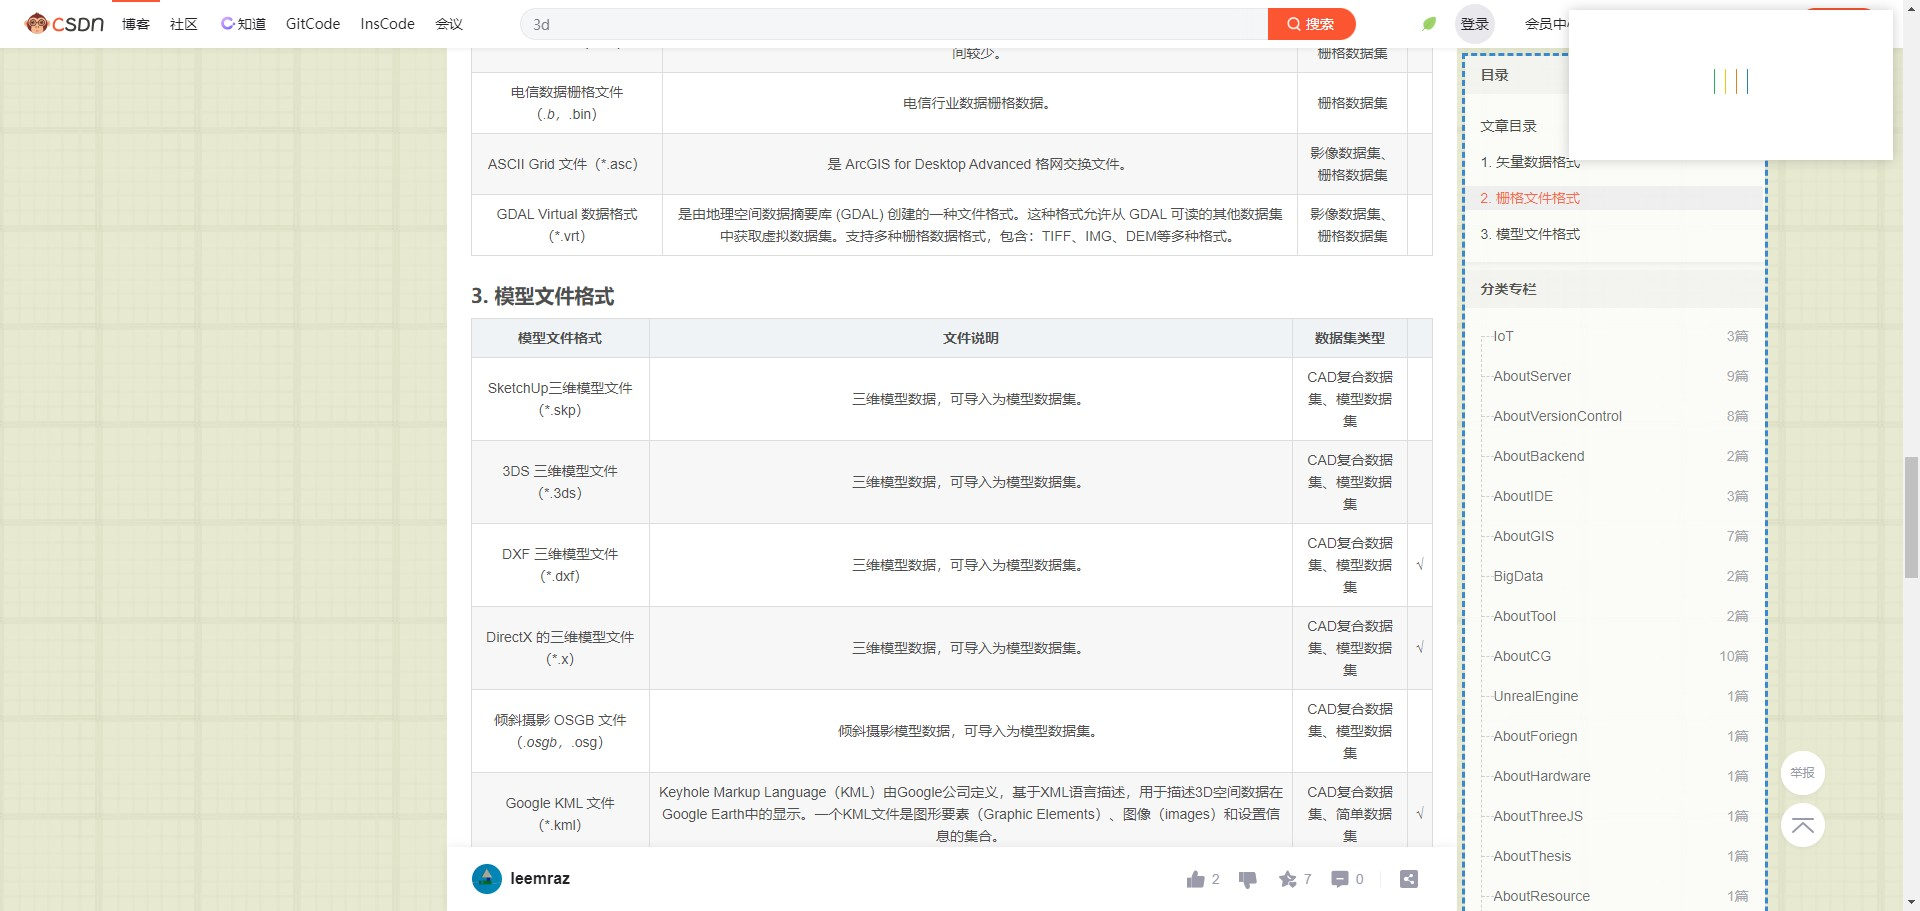 CSDN 博客 社区 知道 GitCode InsCode 会议 3d 搜索 登录 会员中
间较少。 栅格数据集
电信数据栅格文件
（.b，.bin）
电信行业数据栅格数据。
栅格数据集
ASCII Grid 文件（*.asc）
是 ArcGIS for Desktop Advanced 格网交换文件。
影像数据集、
栅格数据集
GDAL Virtual 数据格式
（*.vrt）
是由地理空间数据摘要库 (GDAL) 创建的一种文件格式。这种格式允许从 GDAL 可读的其他数据集
中获取虚拟数据集。支持多种栅格数据格式，包含：TIFF、IMG、DEM等多种格式。
影像数据集、
栅格数据集
3. 模型文件格式
模型文件格式 文件说明 数据集类型
SketchUp三维模型文件
（*.skp）
三维模型数据，可导入为模型数据集。
CAD复合数据
集、模型数据
集
3DS 三维模型文件
（*.3ds）
三维模型数据，可导入为模型数据集。
CAD复合数据
集、模型数据
集
DXF 三维模型文件
（*.dxf）
三维模型数据，可导入为模型数据集。
CAD复合数据
集、模型数据
集
√
DirectX 的三维模型文件
（*.x）
三维模型数据，可导入为模型数据集。
CAD复合数据
集、模型数据
集
√
倾斜摄影 OSGB 文件
（.osgb，.osg）
倾斜摄影模型数据，可导入为模型数据集。
CAD复合数据
集、模型数据
集
Google KML 文件
（*.kml）
Keyhole Markup Language（KML）由Google公司定义，基于XML语言描述，用于描述3D空间数据在
Google Earth中的显示。一个KML文件是图形要素（Graphic Elements）、图像（images）和设置信
息的集合。
CAD复合数据
集、简单数据
集
√
leemraz 2 7 0
目录
文章目录
1. 矢量数据格式
2. 栅格文件格式
3. 模型文件格式
分类专栏
IoT 3篇
AboutServer 9篇
AboutVersionControl 8篇
AboutBackend 2篇
AboutIDE 3篇
AboutGIS 7篇
BigData 2篇
AboutTool 2篇
AboutCG 10篇
UnrealEngine 1篇
AboutForiegn 1篇
AboutHardware 1篇
AboutThreeJS 1篇
AboutThesis 1篇
AboutResource 1篇
举报